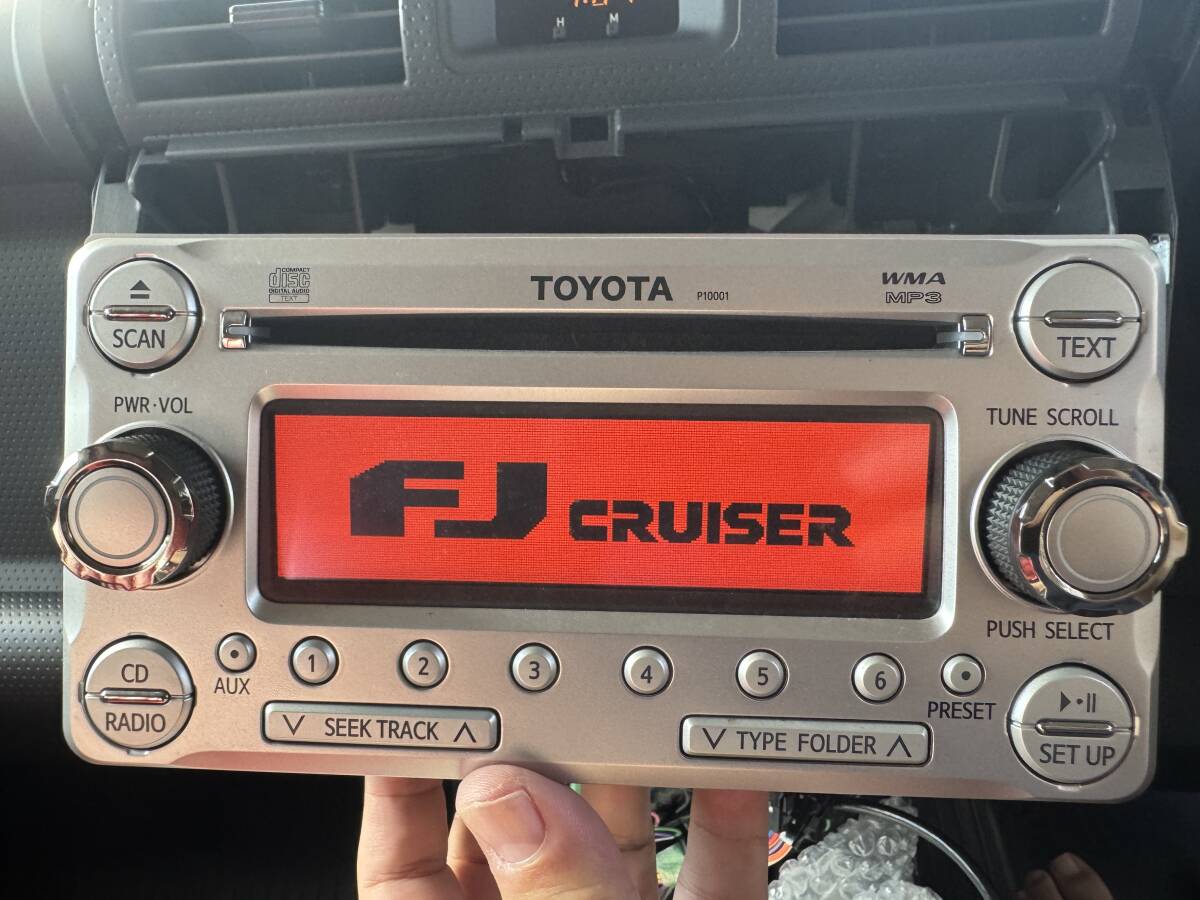 H M
COMPACT
disc
DIGITAL AUDIO
TEXT
TOYOTA
P10001
WMA
MP3
SCAN
TEXT
PWR·VOL
TUNE SCROLL
FJ CRUISER
PUSH SELECT
CD
RADIO
AUX
1 2 3 4 5 6
PRESET
SEEK TRACK
TYPE FOLDER
SET UP